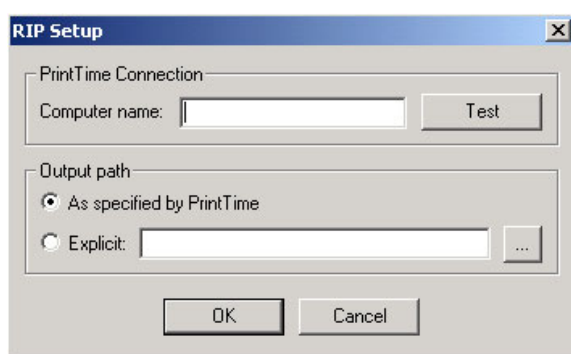 RIP Setup
PrintTime Connection
Computer name:
Test
Output path
As specified by PrintTime
Explicit:
...
OK
Cancel